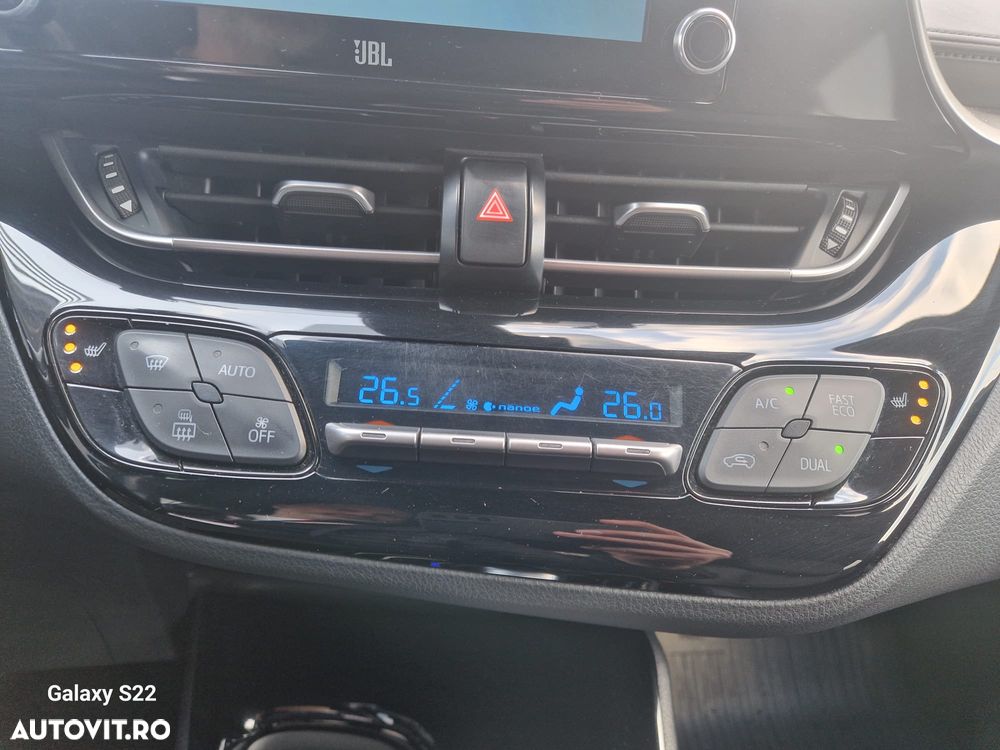 JBL
AUTO
OFF
26.5
nanoe
26.0
A/C
FAST
ECO
DUAL
Galaxy S22
AUTOVIT.RO